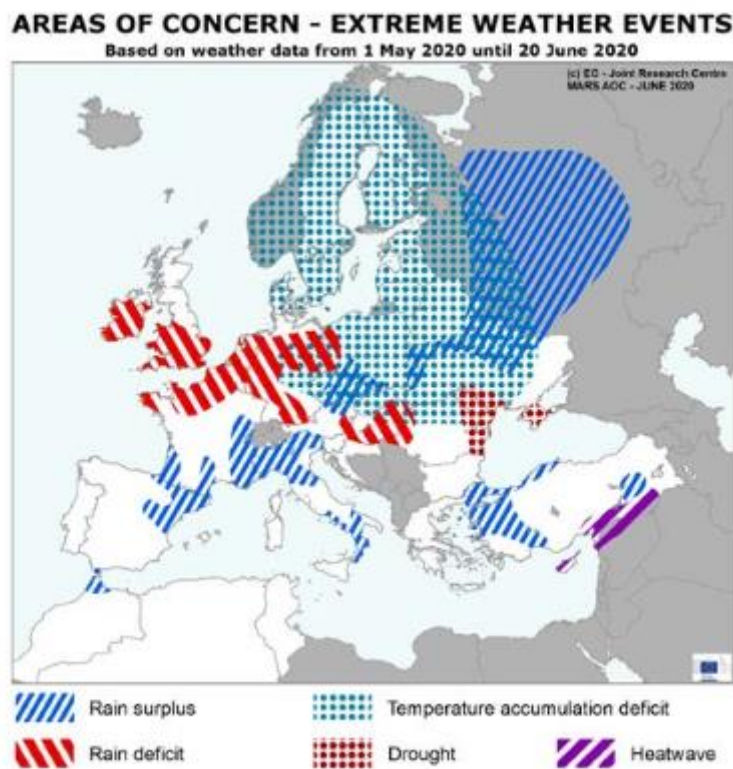 AREAS OF CONCERN - EXTREME WEATHER EVENTS
Based on weather data from 1 May 2020 until 20 June 2020
(c) EC - Joint Research Centre
MARS AOC - JUNE 2020
Rain surplus
Temperature accumulation deficit
Rain deficit
Drought
Heatwave